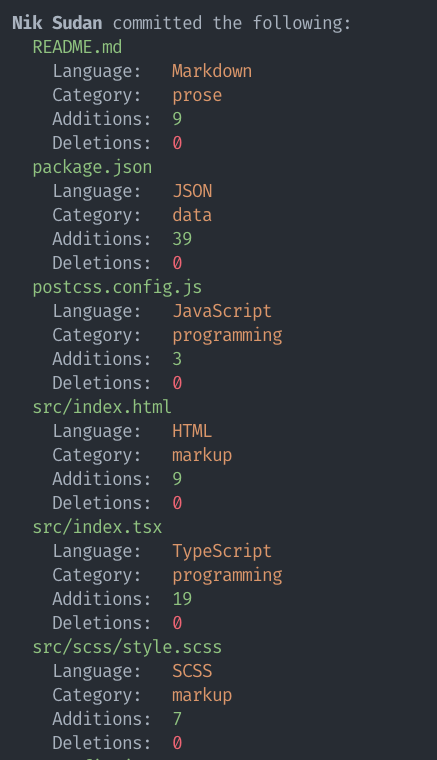 Nik Sudan committed the following:
README.md
Language: Markdown
Category: prose
Additions: 9
Deletions: 0
package.json
Language: JSON
Category: data
Additions: 39
Deletions: 0
postcss.config.js
Language: JavaScript
Category: programming
Additions: 3
Deletions: 0
src/index.html
Language: HTML
Category: markup
Additions: 9
Deletions: 0
src/index.tsx
Language: TypeScript
Category: programming
Additions: 19
Deletions: 0
src/scss/style.scss
Language: SCSS
Category: markup
Additions: 7
Deletions: 0